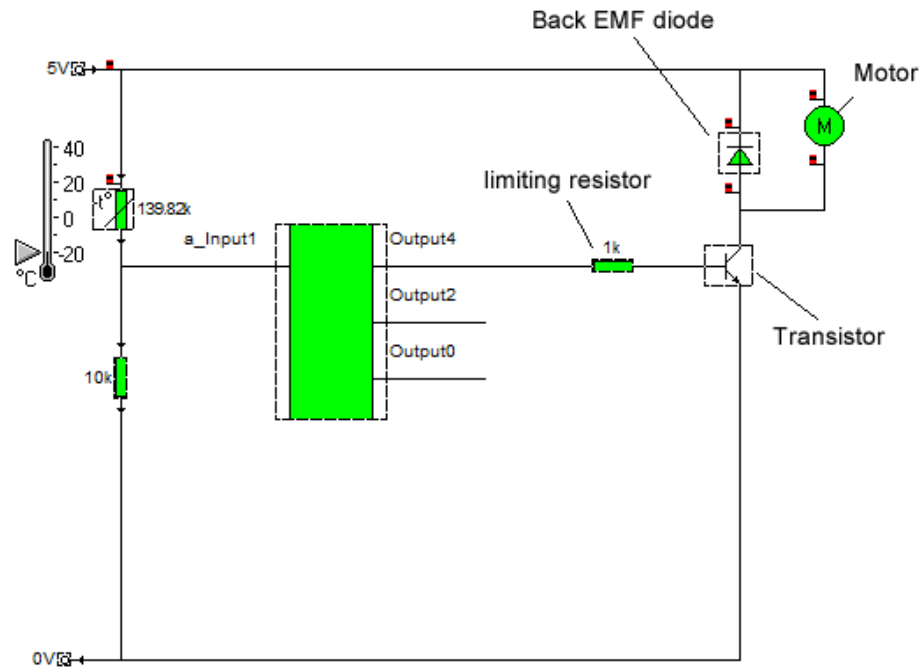 Back EMF diode
5V
Motor
M
40
20
0
-20
°C
-t°
139.82k
limiting resistor
a_Input1
Output4
1k
Output2
Transistor
Output0
10k
0V